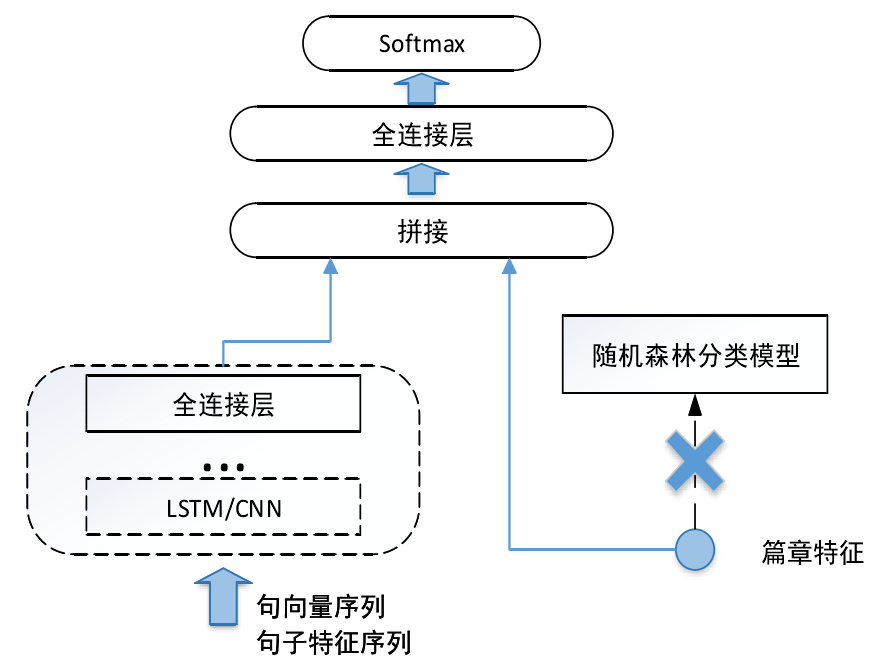 Softmax
全连接层
拼接
随机森林分类模型
全连接层
...
LSTM/CNN
篇章特征
句向量序列
句子特征序列